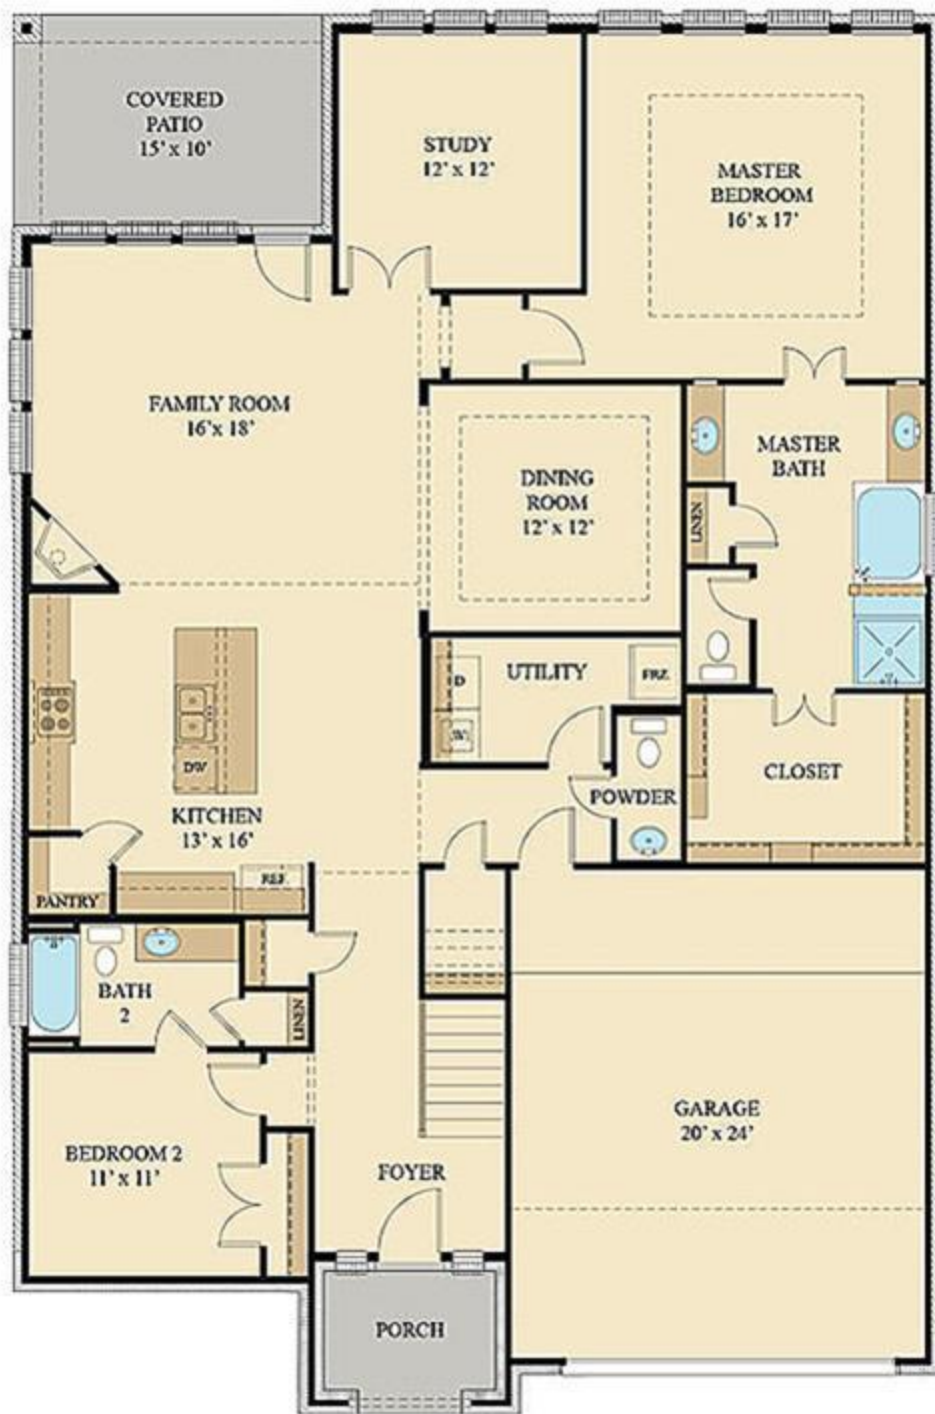 COVERED
PATIO
15' x 10'
STUDY
12' x 12'
MASTER
BEDROOM
16' x 17'
FAMILY ROOM
16'x 18'
DINING
ROOM
12' x 12'
MASTER
BATH
LINEN
UTILITY
D
W
FRZ.
DW
KITCHEN
13' x 16'
POWDER
CLOSET
REF.
PANTRY
BATH
2
LINEN
GARAGE
20' x 24'
BEDROOM 2
11' x 11'
FOYER
PORCH